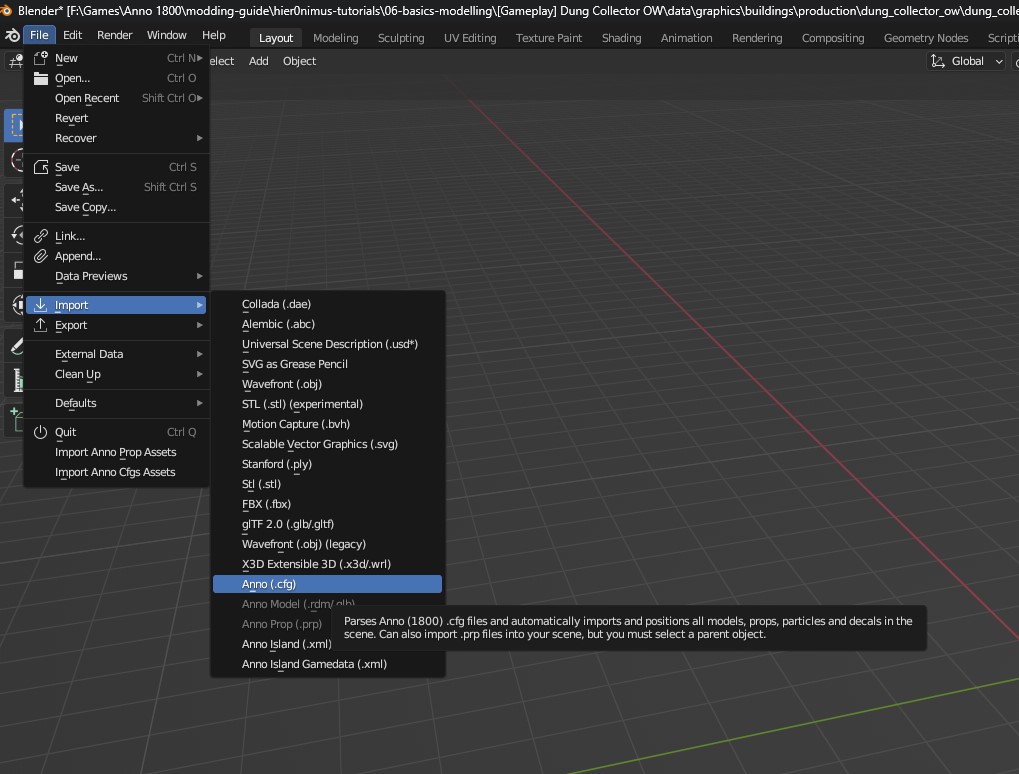 Blender* [F:\Games\Anno 1800\modding-guide\hier0nimus-tutorials\06-basics-modelling\[Gameplay] Dung Collector OW\data\graphics\buildings\production\dung_collector_ow\dung_colle
File Edit Render Window Help Layout Modeling Sculpting UV Editing Texture Paint Shading Animation Rendering Compositing Geometry Nodes Scripti
elect Add Object Global
New Ctrl N
Open... Ctrl O
Open Recent Shift Ctrl O
Revert
Recover
Save Ctrl S
Save As... Shift Ctrl S
Save Copy...
Link...
Append...
Data Previews
Import
Export
External Data
Clean Up
Defaults
Quit Ctrl Q
Import Anno Prop Assets
Import Anno Cfgs Assets
Collada (.dae)
Alembic (.abc)
Universal Scene Description (.usd*)
SVG as Grease Pencil
Wavefront (.obj)
STL (.stl) (experimental)
Motion Capture (.bvh)
Scalable Vector Graphics (.svg)
Stanford (.ply)
Stl (.stl)
FBX (.fbx)
glTF 2.0 (.glb/.gltf)
Wavefront (.obj) (legacy)
X3D Extensible 3D (.x3d/.wrl)
Anno (.cfg)
Anno Model (.rdm/.glb)
Anno Prop (.prp)
Anno Island (.xml)
Anno Island Gamedata (.xml)
Parses Anno (1800) .cfg files and automatically imports and positions all models, props, particles and decals in the
scene. Can also import .prp files into your scene, but you must select a parent object.